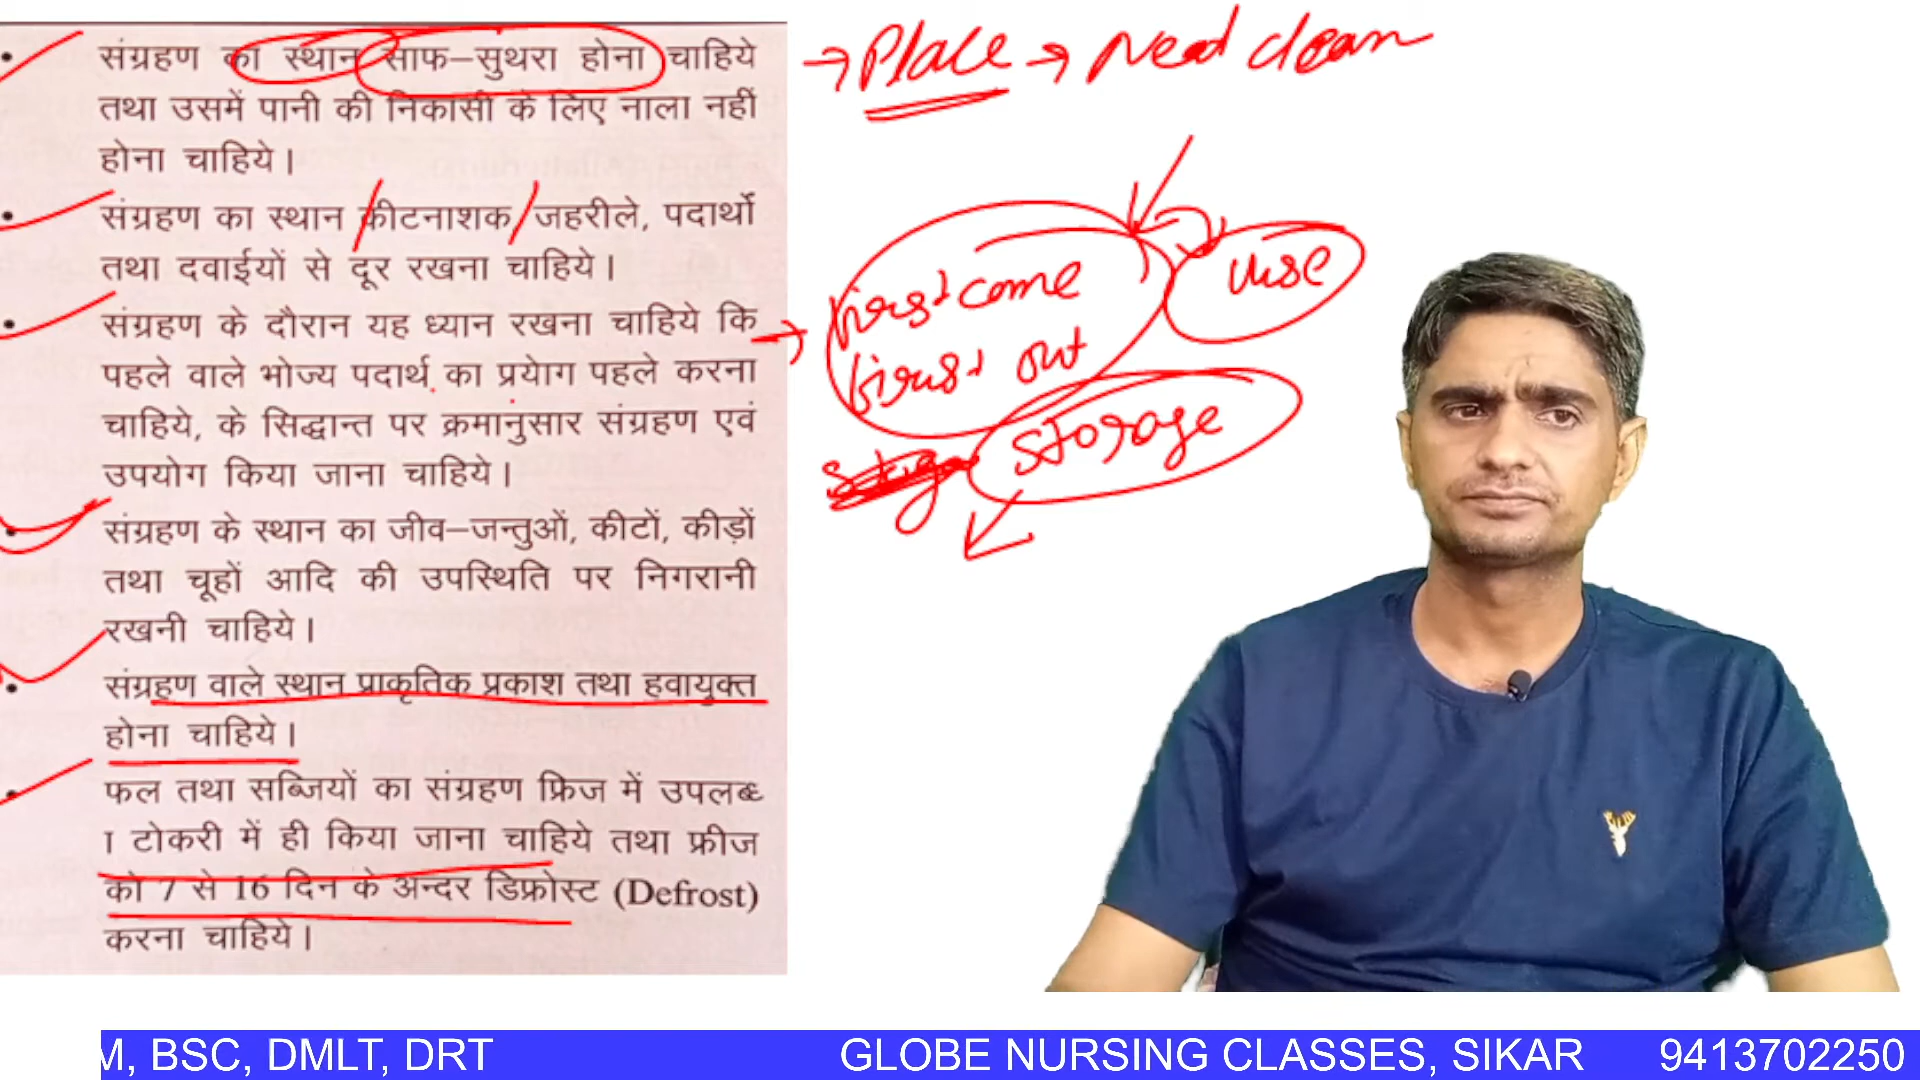 संग्रहण का स्थान साफ–सुथरा होना चाहिये
तथा उसमें पानी की निकासी के लिए नाला नहीं
होना चाहिये।
संग्रहण का स्थान कीटनाशक/जहरीले, पदार्थो
तथा दवाईयों से दूर रखना चाहिये।
संग्रहण के दौरान यह ध्यान रखना चाहिये कि
पहले वाले भोज्य पदार्थ का प्रयेाग पहले करना
चाहिये, के सिद्धान्त पर क्रमानुसार संग्रहण एवं
उपयोग किया जाना चाहिये।
संग्रहण के स्थान का जीव–जन्तुओं, कीटों, कीड़ों
तथा चूहों आदि की उपस्थिति पर निगरानी
रखनी चाहिये।
संग्रहण वाले स्थान प्राकृतिक प्रकाश तथा हवायुक्त
होना चाहिये।
फल तथा सब्जियों का संग्रहण फ्रिज में उपलब्ध
ा टोकरी में ही किया जाना चाहिये तथा फ्रीज
को 7 से 16 दिन के अन्दर डिफ्रोस्ट (Defrost)
करना चाहिये।
→ Place → Need clean
first come
first out
use
storage
M, BSC, DMLT, DRT
GLOBE NURSING CLASSES, SIKAR 9413702250